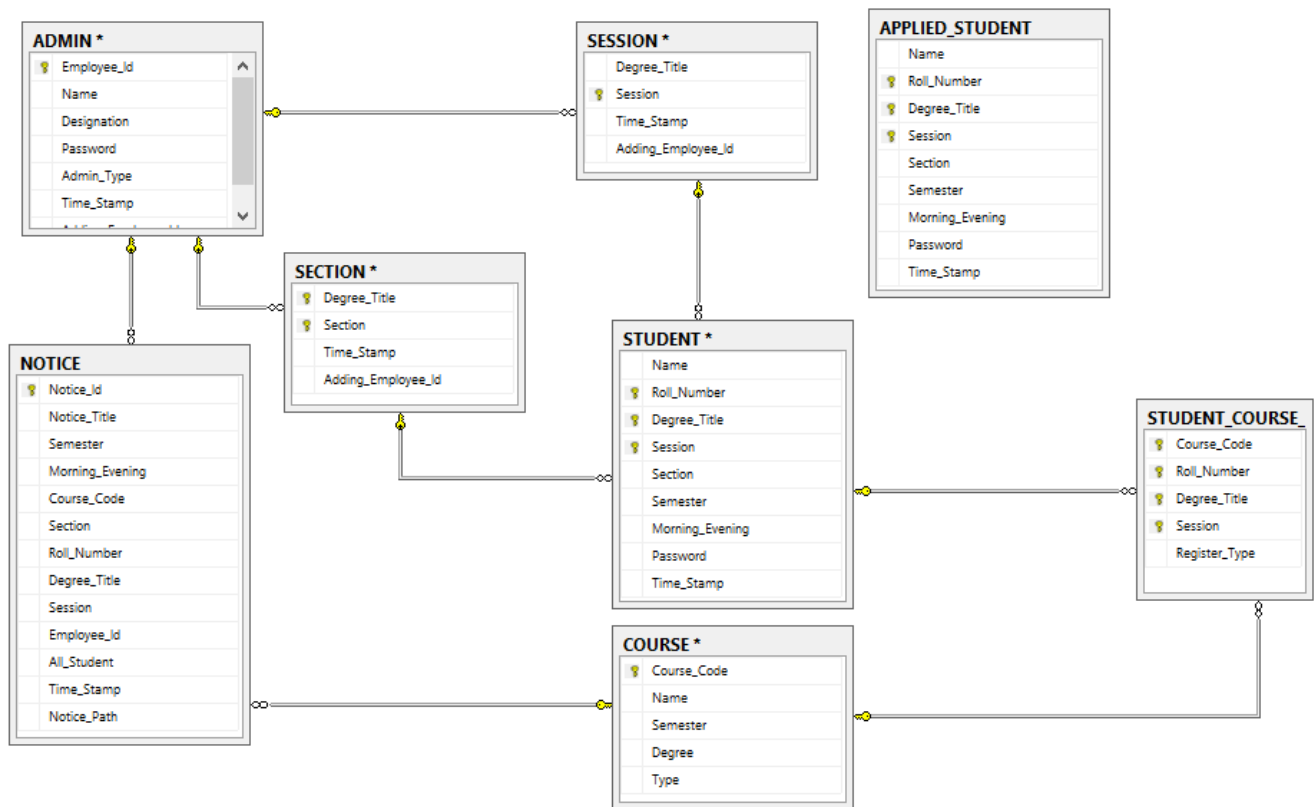 ADMIN *
Employee_Id
Name
Designation
Password
Admin_Type
Time_Stamp
SESSION *
Degree_Title
Session
Time_Stamp
Adding_Employee_Id
APPLIED_STUDENT
Name
Roll_Number
Degree_Title
Session
Section
Semester
Morning_Evening
Password
Time_Stamp
SECTION *
Degree_Title
Section
Time_Stamp
Adding_Employee_Id
NOTICE
Notice_Id
Notice_Title
Semester
Morning_Evening
Course_Code
Section
Roll_Number
Degree_Title
Session
Employee_Id
All_Student
Time_Stamp
Notice_Path
STUDENT *
Name
Roll_Number
Degree_Title
Session
Section
Semester
Morning_Evening
Password
Time_Stamp
STUDENT_COURSE_
Course_Code
Roll_Number
Degree_Title
Session
Register_Type
COURSE *
Course_Code
Name
Semester
Degree
Type